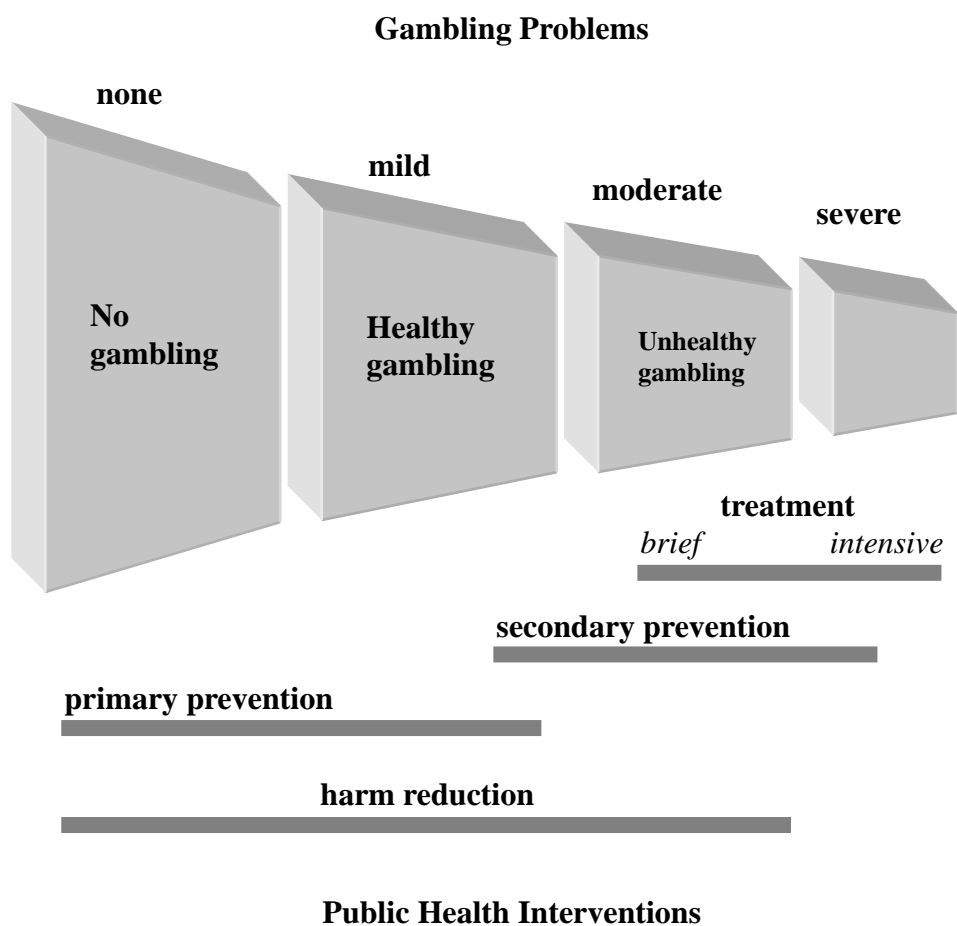 Gambling Problems
none
mild
moderate
severe
No
gambling
Healthy
gambling
Unhealthy
gambling
treatment
brief intensive
secondary prevention
primary prevention
harm reduction
Public Health Interventions